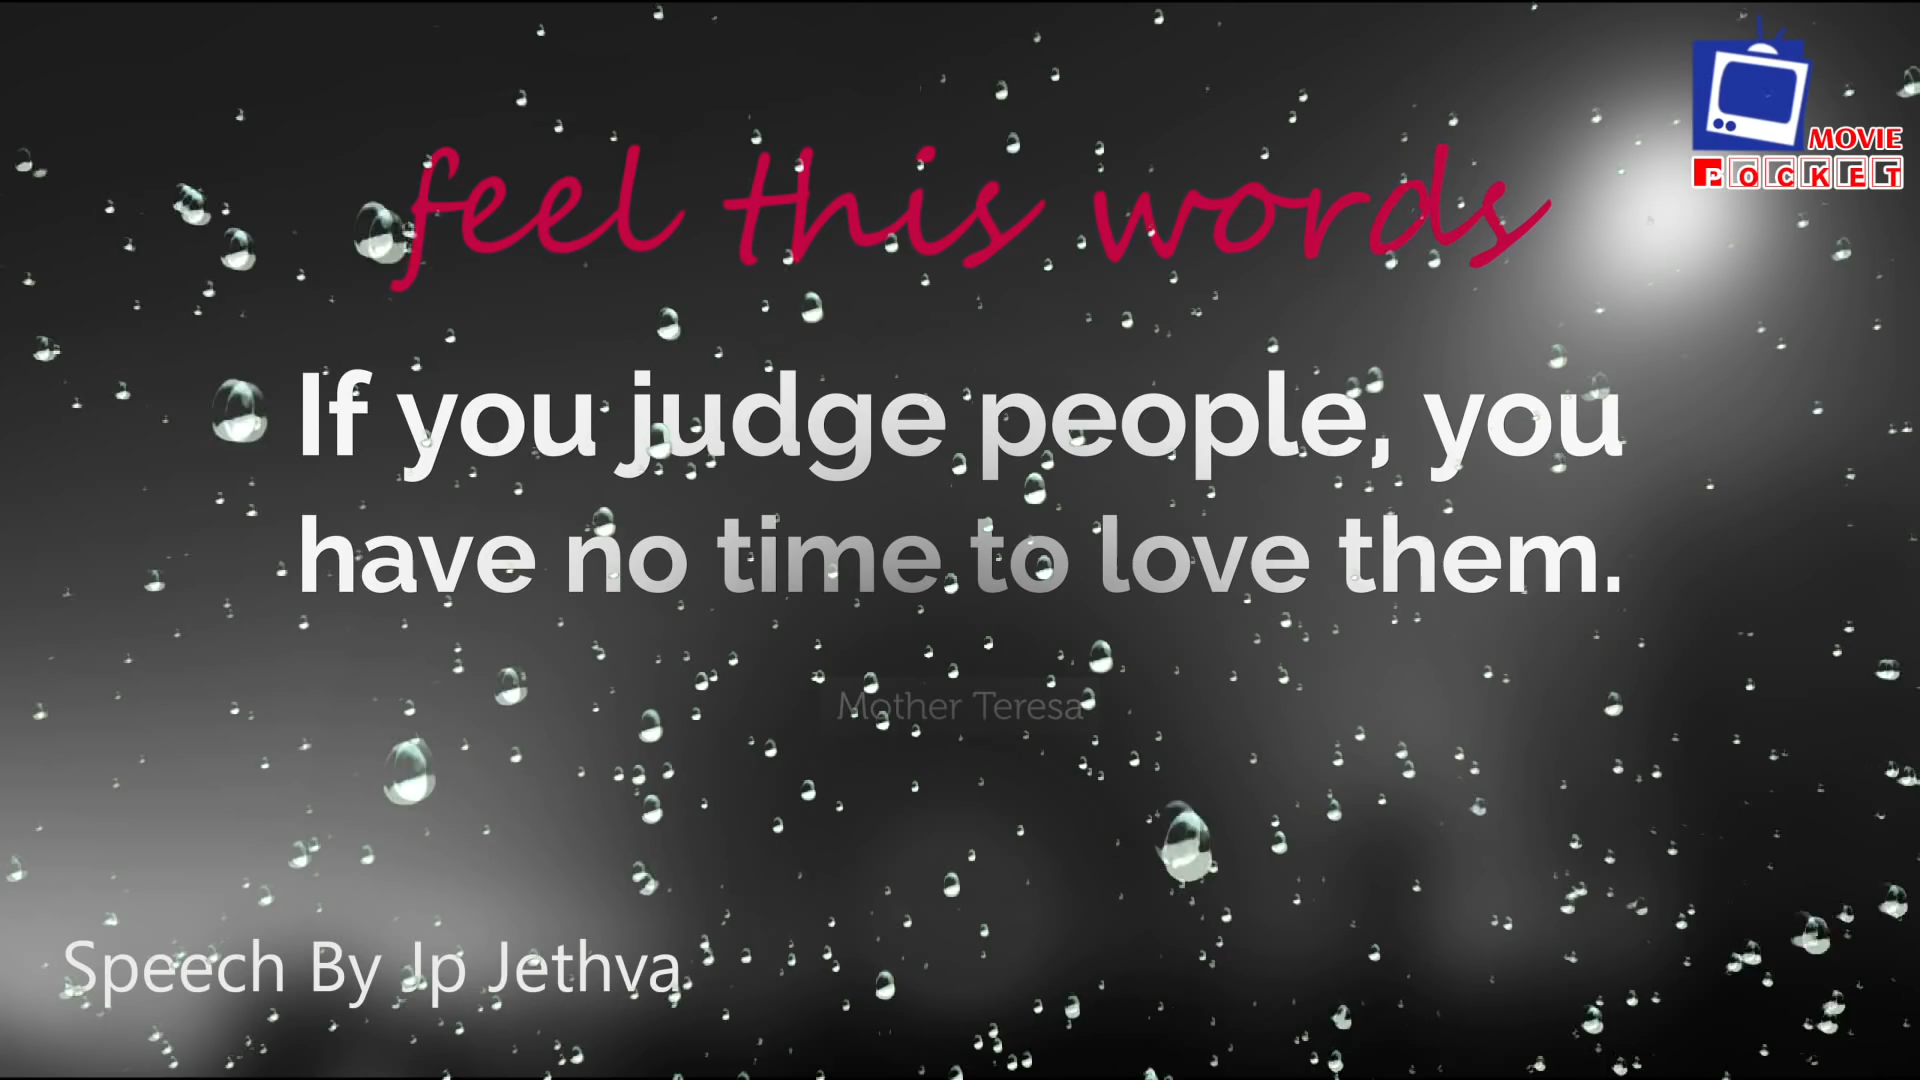 MOVIE
POCKET
feel this words
If you judge people, you
have no time to love them.
Mother Teresa
Speech By Jp Jethva